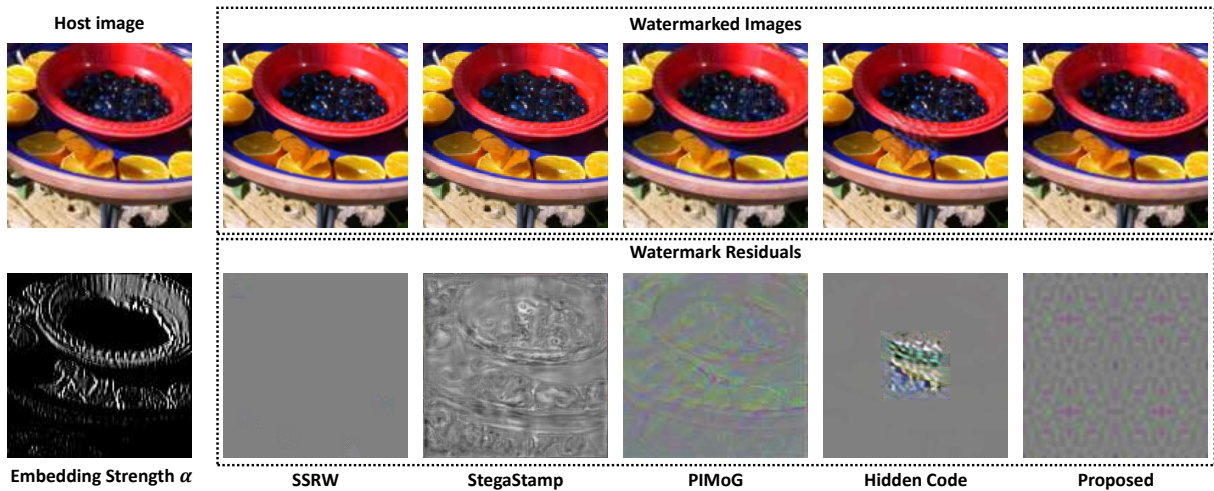 Host image
Watermarked Images
Watermark Residuals
Embedding Strength α
SSRW
StegaStamp
PIMoG
Hidden Code
Proposed